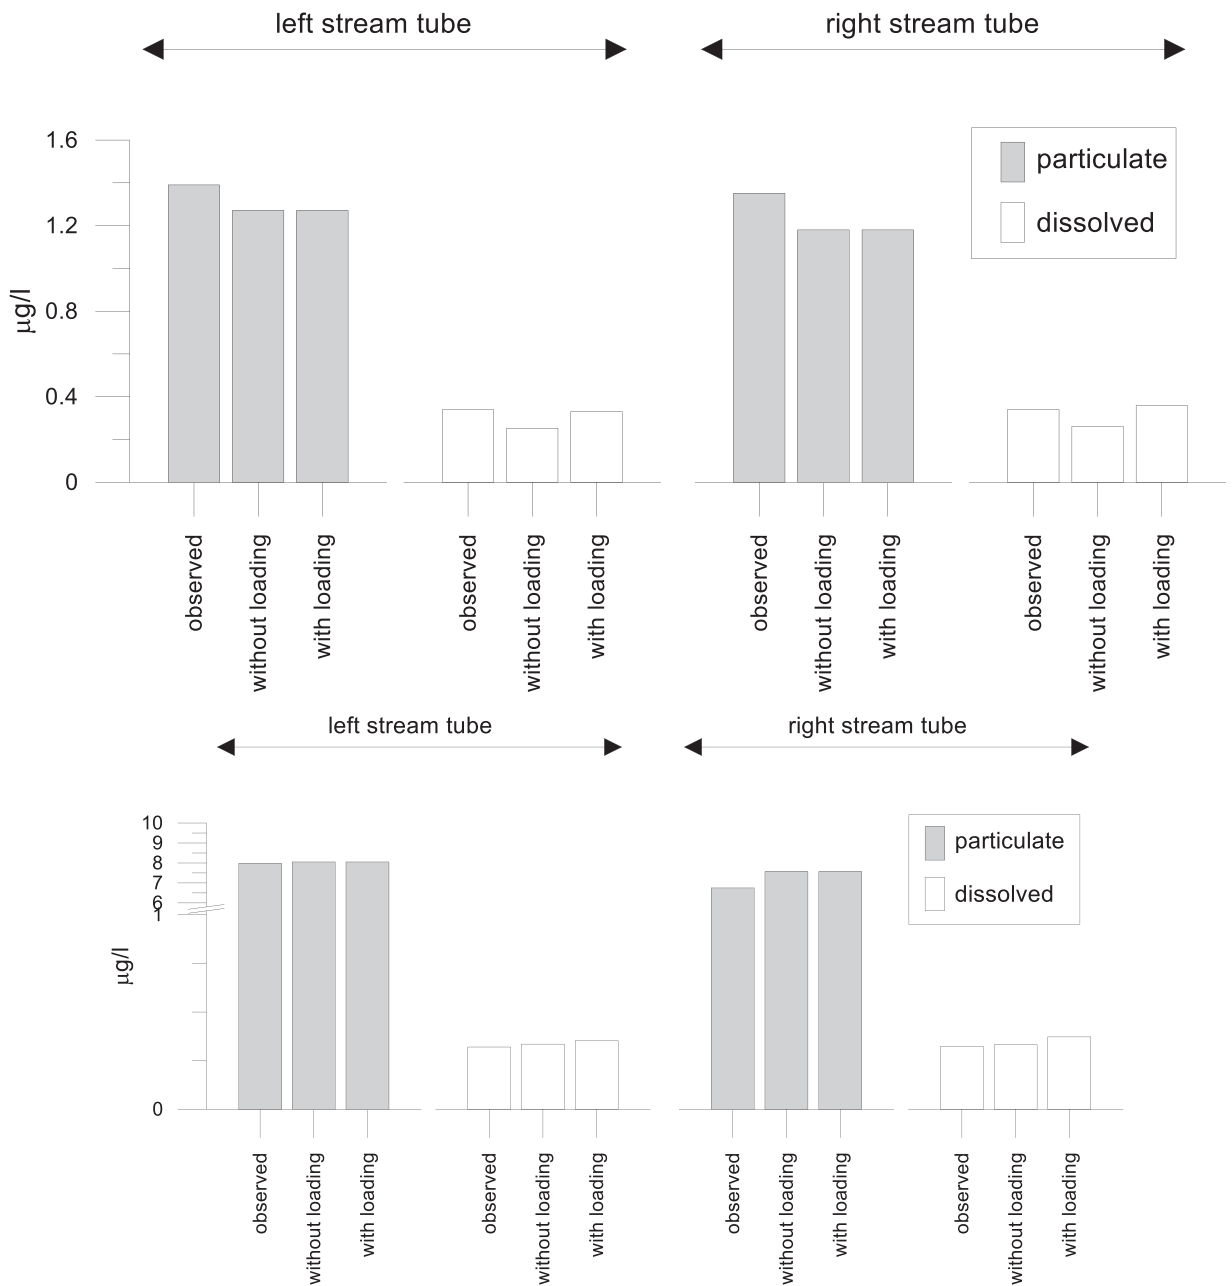 left stream tube
right stream tube
1.6
1.2
0.8
0.4
0
µg/l
particulate
dissolved
observed
without loading
with loading
observed
without loading
with loading
observed
without loading
with loading
observed
without loading
with loading
left stream tube
right stream tube
10
9
8
7
6
1
0
µg/l
particulate
dissolved
observed
without loading
with loading
observed
without loading
with loading
observed
without loading
with loading
observed
without loading
with loading